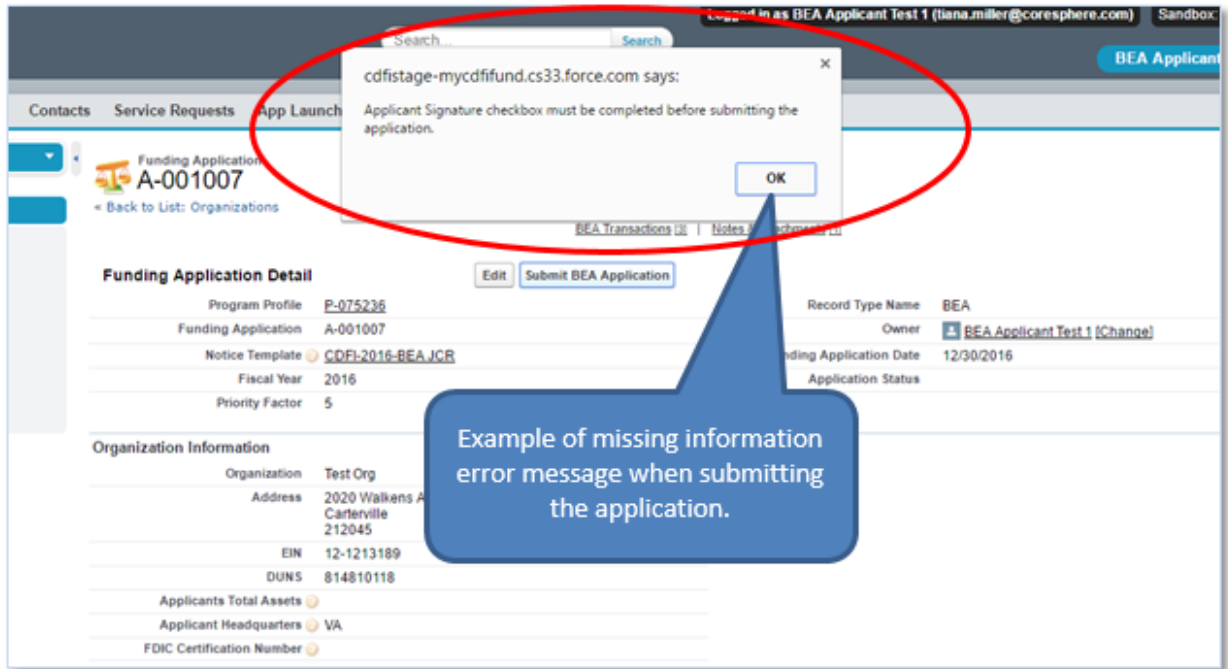 Logged in as BEA Applicant Test 1 (tiana.miller@coresphere.com) Sandbox:
Search... Search
BEA Applicant
cdfistage-mycdfifund.cs33.force.com says:
×
Applicant Signature checkbox must be completed before submitting the
application.
OK
Contacts Service Requests App Launch
Funding Application
A-001007
« Back to List: Organizations
BEA Transactions [3] | Notes &
Funding Application Detail Edit Submit BEA Application
Program Profile P-075236 Record Type Name BEA
Funding Application A-001007 Owner BEA Applicant Test 1 [Change]
Notice Template CDFI-2016-BEA.JCR nding Application Date 12/30/2016
Fiscal Year 2016 Application Status
Priority Factor 5
Example of missing information
error message when submitting
the application.
Organization Information
Organization Test Org
Address 2020 Walkens A
Carterville
212045
EIN 12-1213189
DUNS 814810118
Applicants Total Assets
Applicant Headquarters VA
FDIC Certification Number